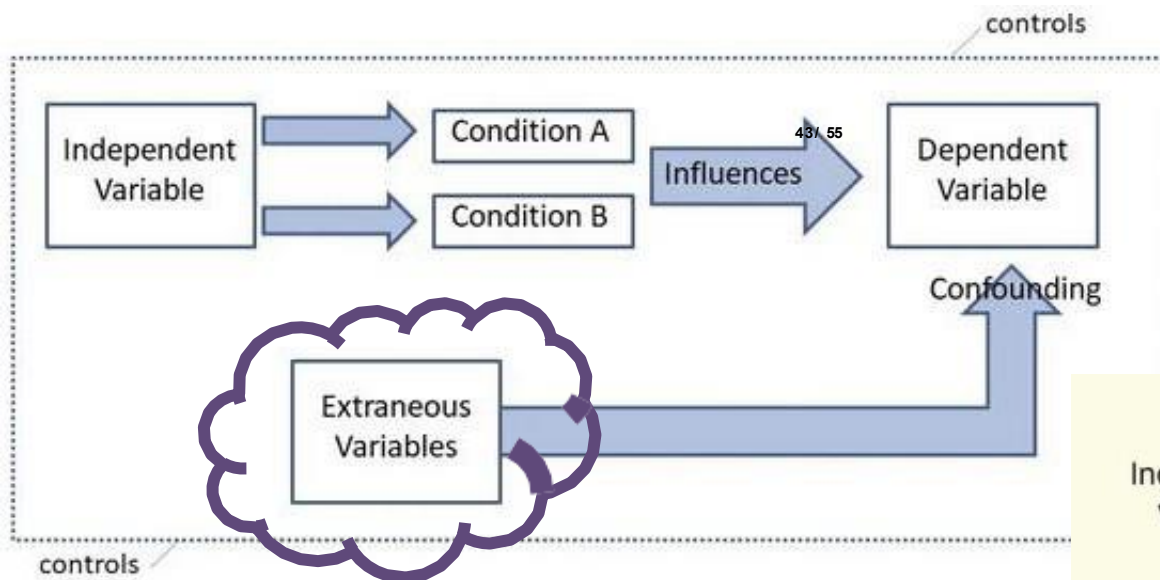 controls
Independent
Variable
Condition A
Condition B
Influences
43/ 55
Dependent
Variable
Confounding
Extraneous
Variables
controls